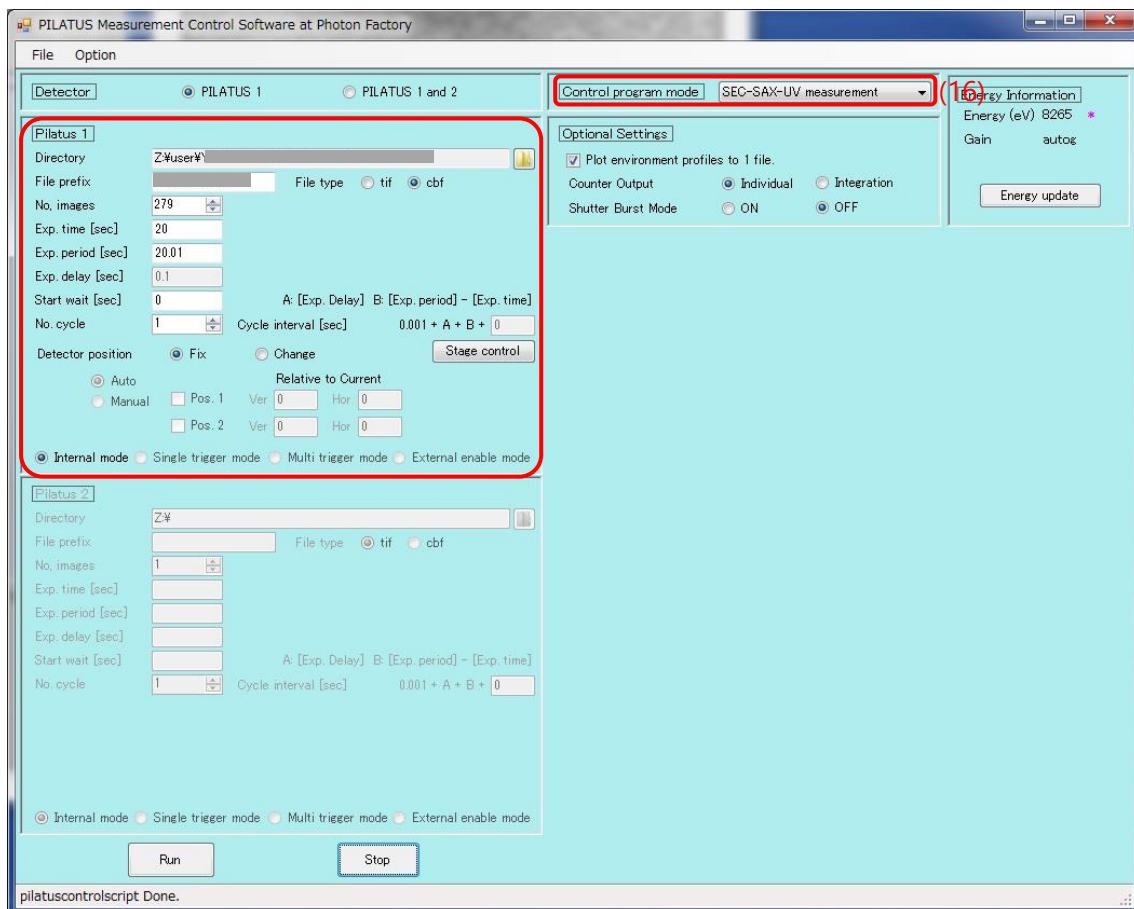 PILATUS Measurement Control Software at Photon Factory
File Option
Detector PILATUS 1 PILATUS 1 and 2
Control program mode SEC-SAX-UV measurement (16)
Energy Information
Energy (eV) 8265 *
Gain
Energy update
Pilatus 1
Directory Z:¥user¥
File prefix File type tif cbf
No, images 279
Exp. time [sec] 20
Exp. period [sec] 20.01
Exp. delay [sec] 0.1
Start wait [sec] 0 A: [Exp. Delay] B: [Exp. period] - [Exp. time]
No. cycle 1 Cycle interval [sec] 0.001 + A + B + 0
Detector position Fix Change Stage control
Auto Relative to Current
Manual Pos. 1 Ver 0 Hor 0
Pos. 2 Ver 0 Hor 0
Internal mode Single trigger mode Multi trigger mode External enable mode
Optional Settings
Plot environment profiles to 1 file.
Counter Output Individual Integration
Shutter Burst Mode ON OFF
Pilatus 2
Directory Z:¥
File prefix File type tif cbf
No, images 1
Exp. time [sec]
Exp. period [sec]
Exp. delay [sec]
Start wait [sec] A: [Exp. Delay] B: [Exp. period] - [Exp. time]
No. cycle 1 Cycle interval [sec] 0.001 + A + B + 0
Internal mode Single trigger mode Multi trigger mode External enable mode
Run Stop
pilatuscontrolscript Done.